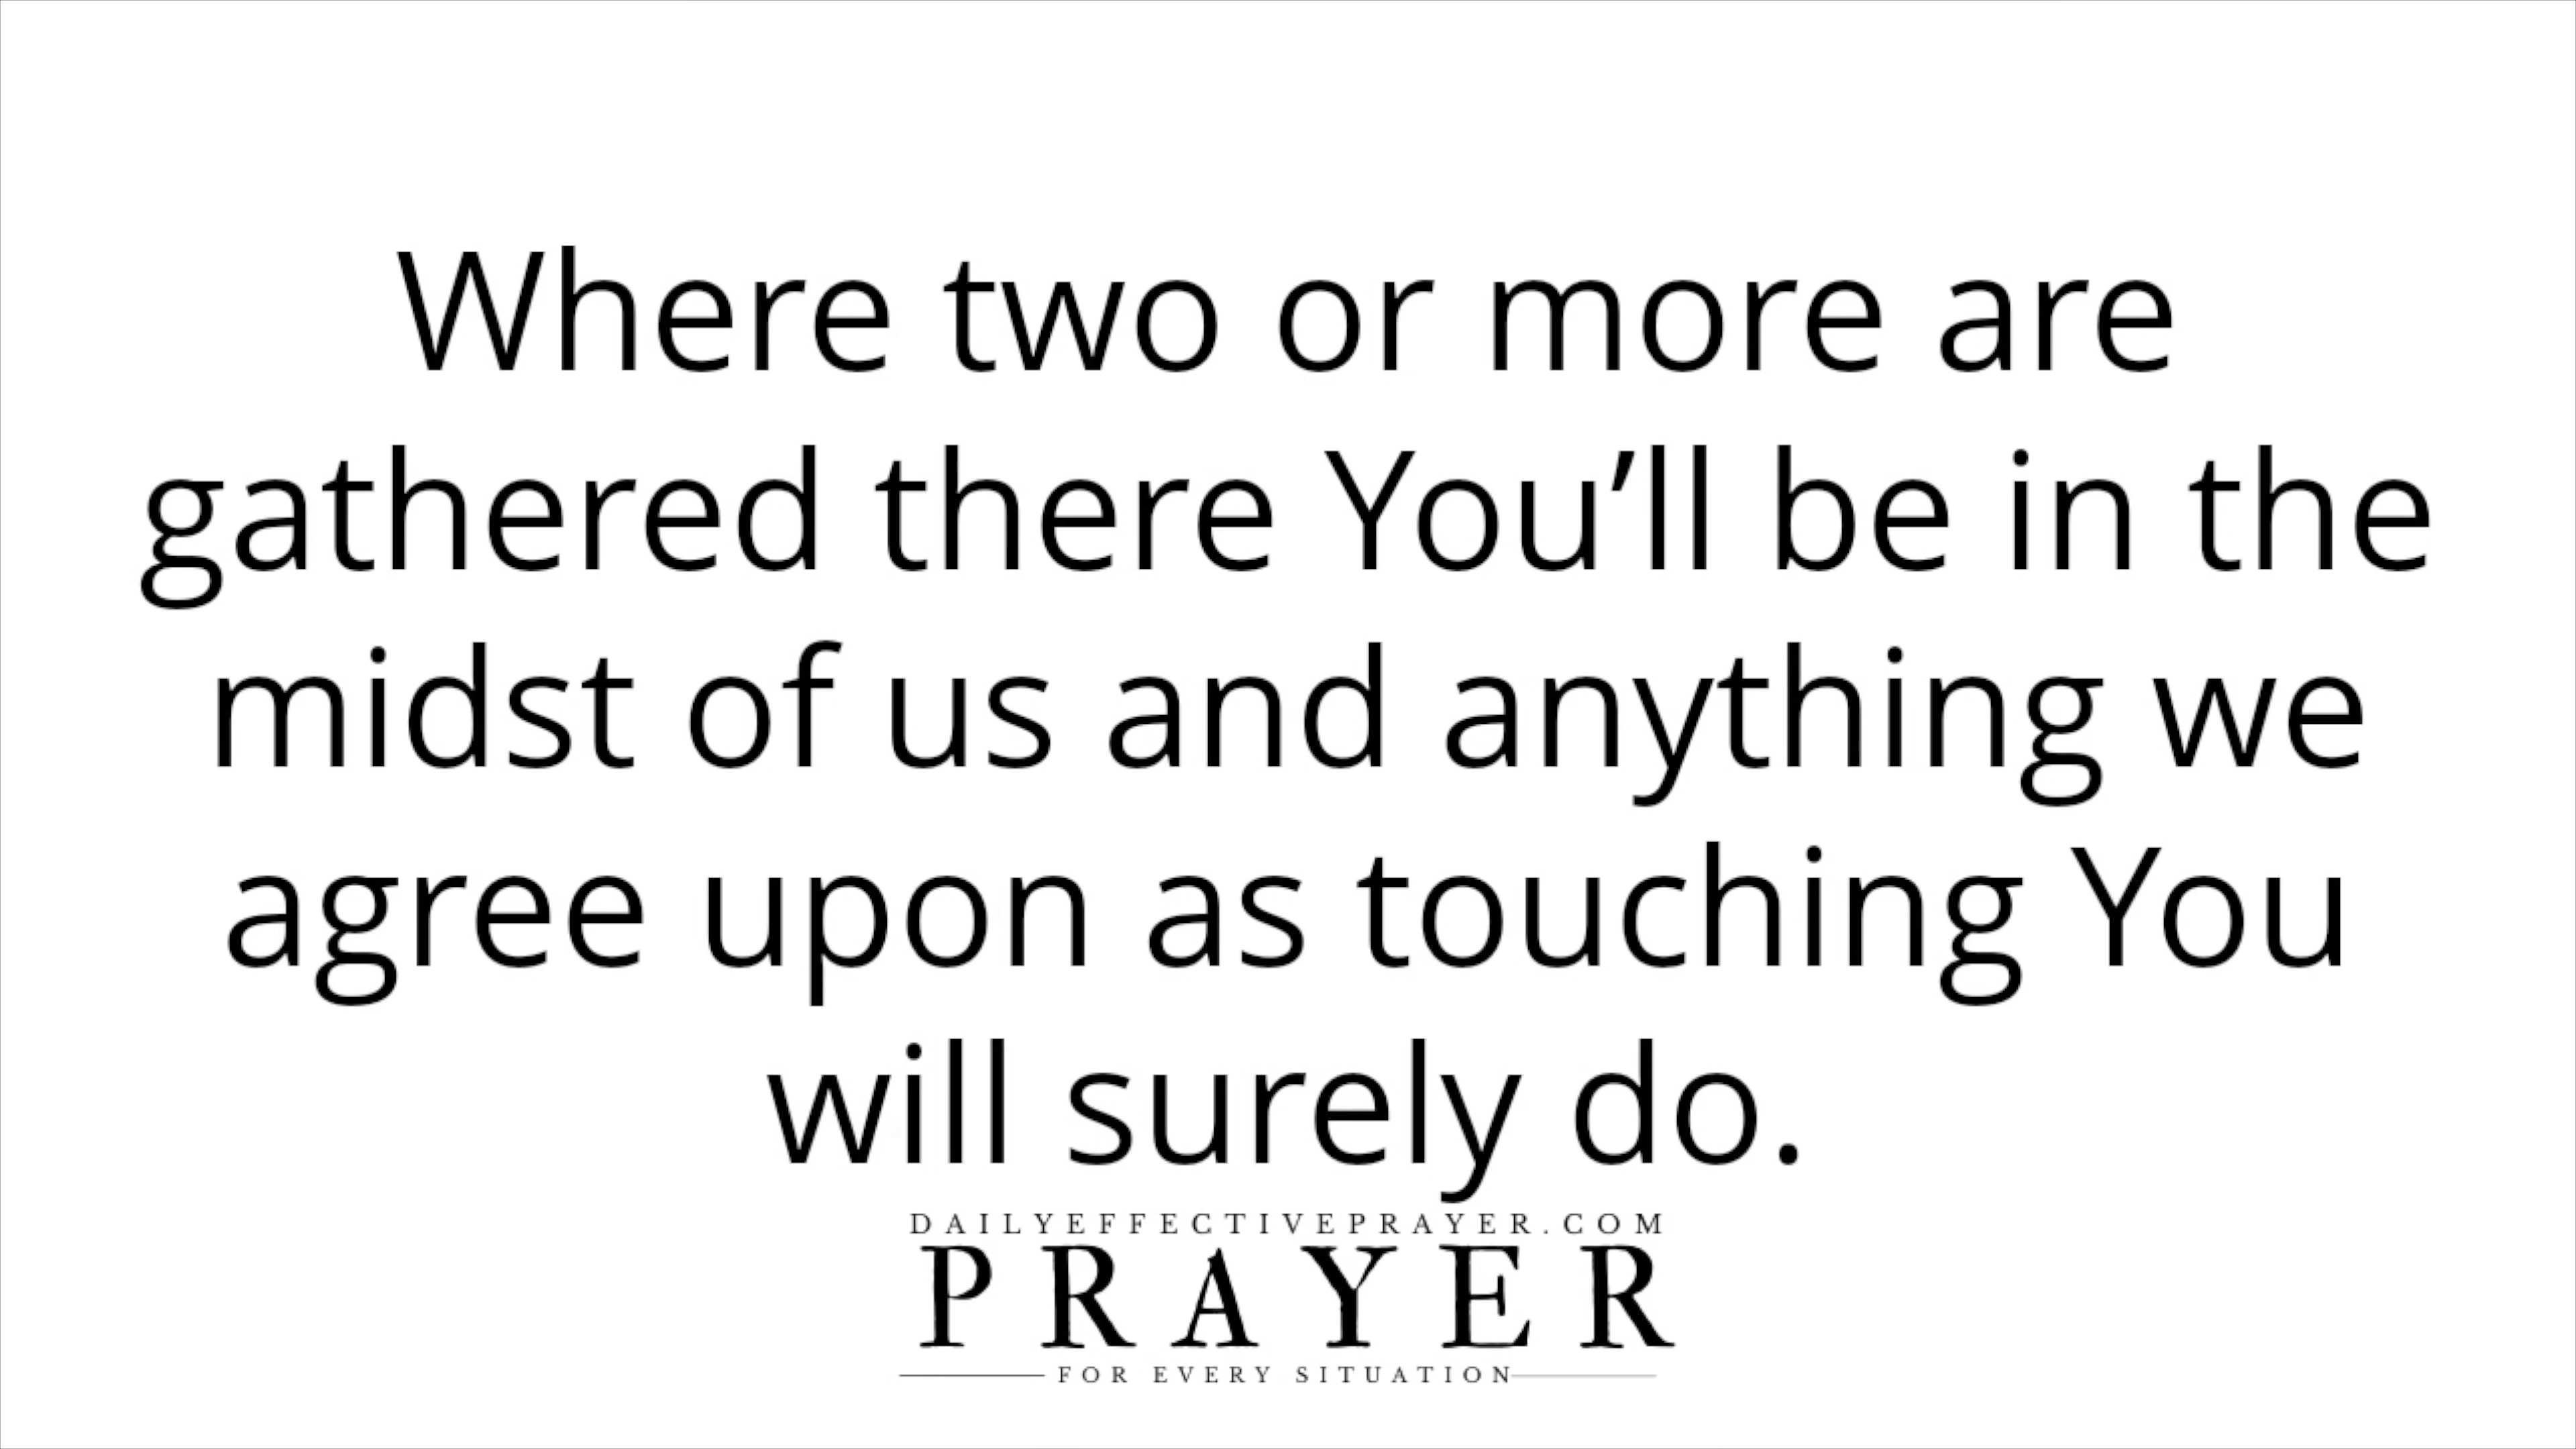 Where two or more are
gathered there You’ll be in the
midst of us and anything we
agree upon as touching You
will surely do.
DAILYEFFECTIVEPRAYER.COM
PRAYER
FOR EVERY SITUATION